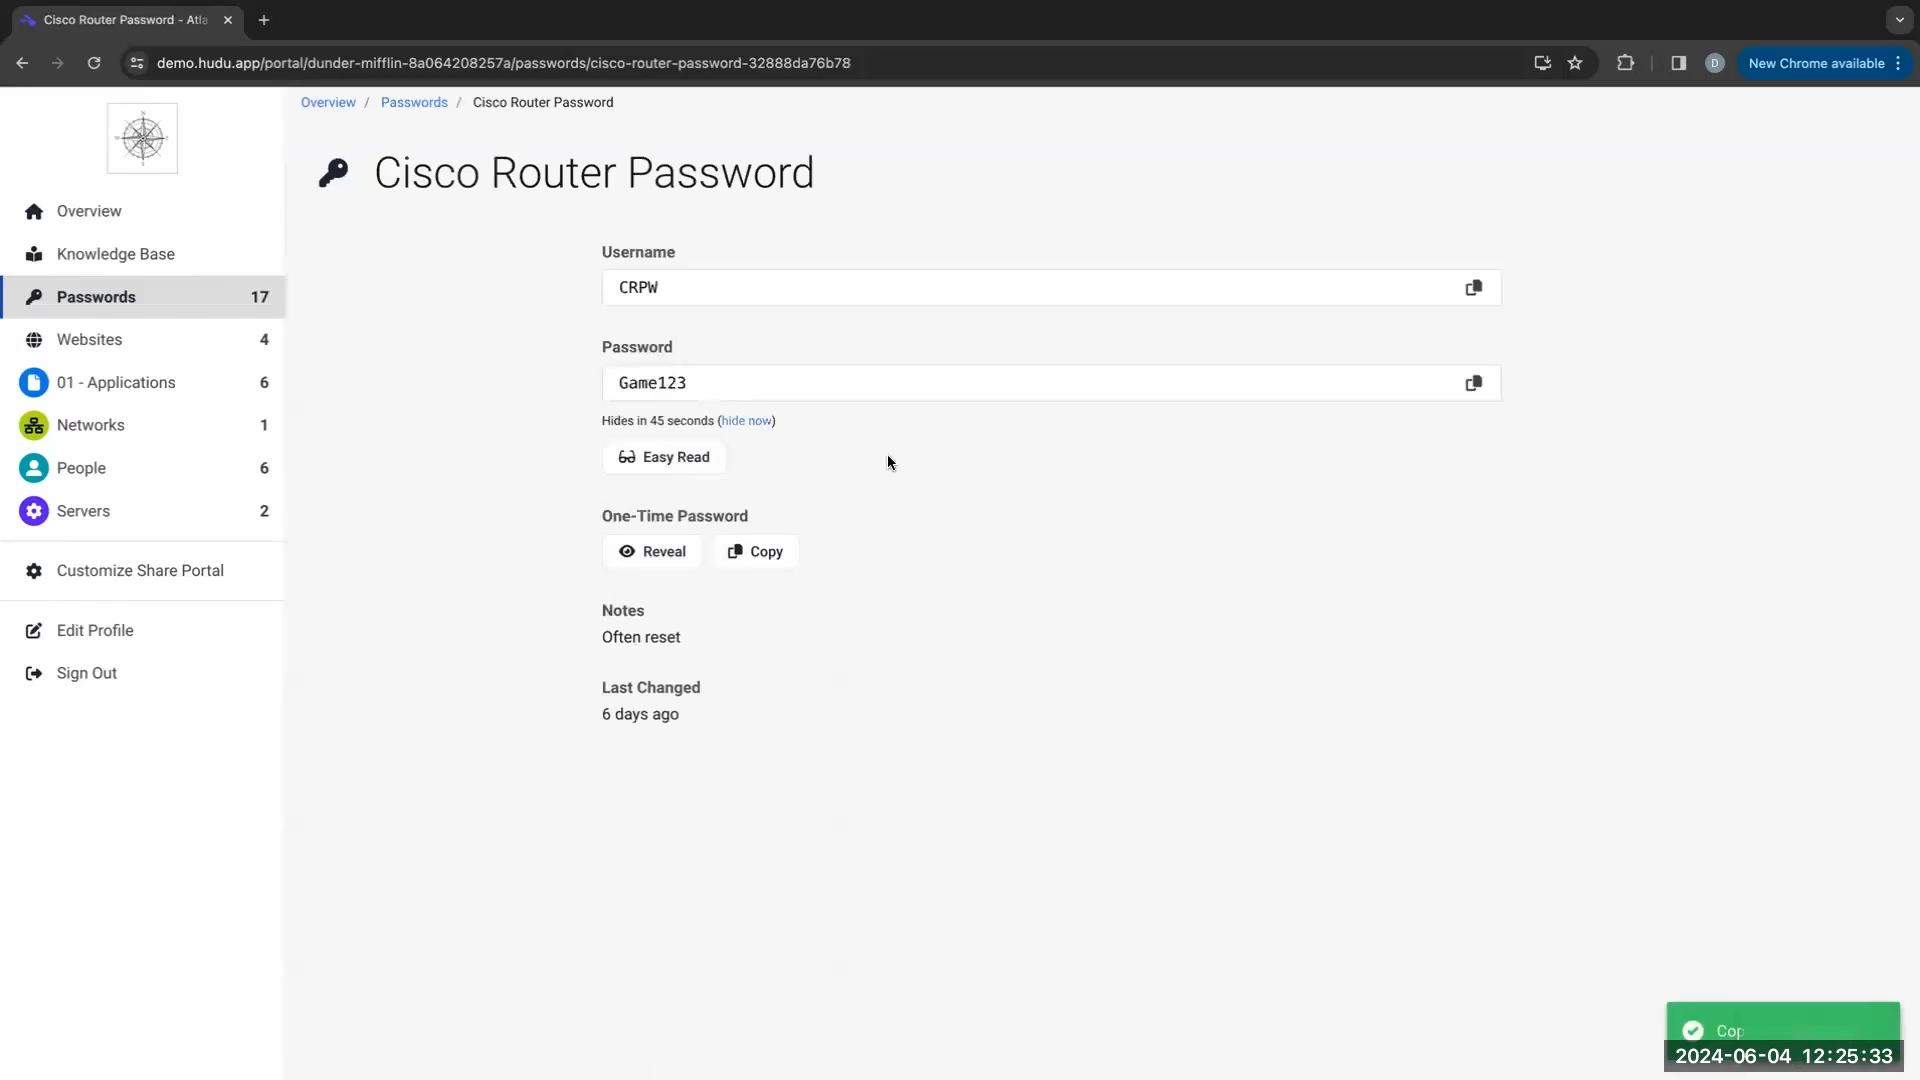 Cisco Router Password - Atla
demo.hudu.app/portal/dunder-mifflin-8a064208257a/passwords/cisco-router-password-32888da76b78
D
New Chrome available
Overview / Passwords / Cisco Router Password
Cisco Router Password
Overview
Knowledge Base
Passwords 17
Websites 4
01 - Applications 6
Networks 1
People 6
Servers 2
Customize Share Portal
Edit Profile
Sign Out
Username
CRPW
Password
Game123
Hides in 45 seconds (hide now)
Easy Read
One-Time Password
Reveal
Copy
Notes
Often reset
Last Changed
6 days ago
Cop
2024-06-04 12:25:33